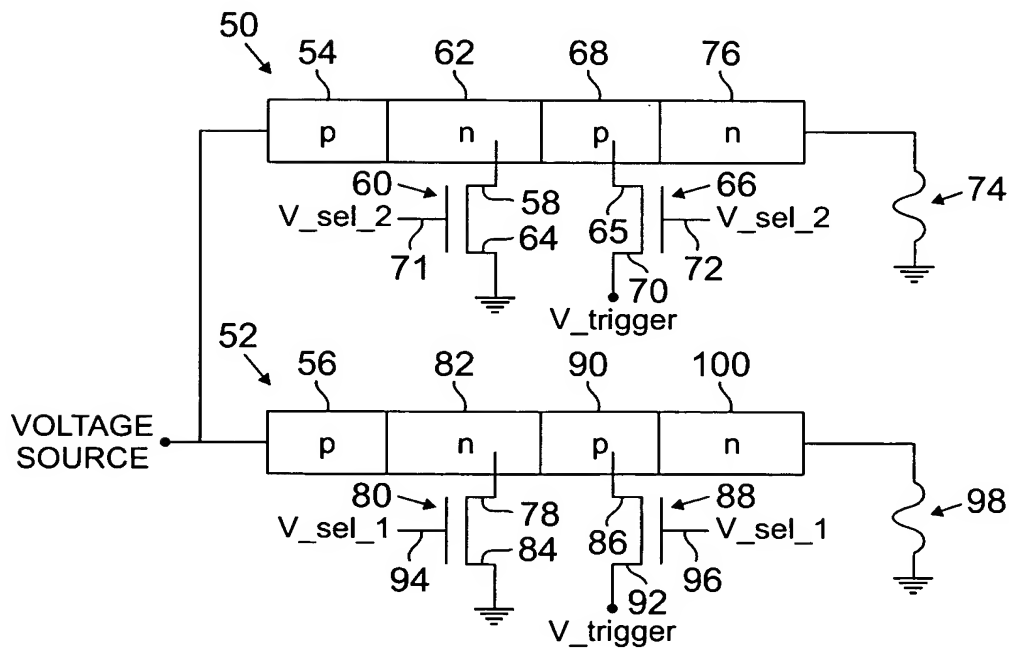 50 54 62 68 76
p n p n
60 58 65 66 74
V_sel_2 V_sel_2
71 64 70 72
V_trigger
52 56 82 90 100
VOLTAGE
SOURCE
p n p n
80 78 86 88 98
V_sel_1 V_sel_1
94 84 92 96
V_trigger